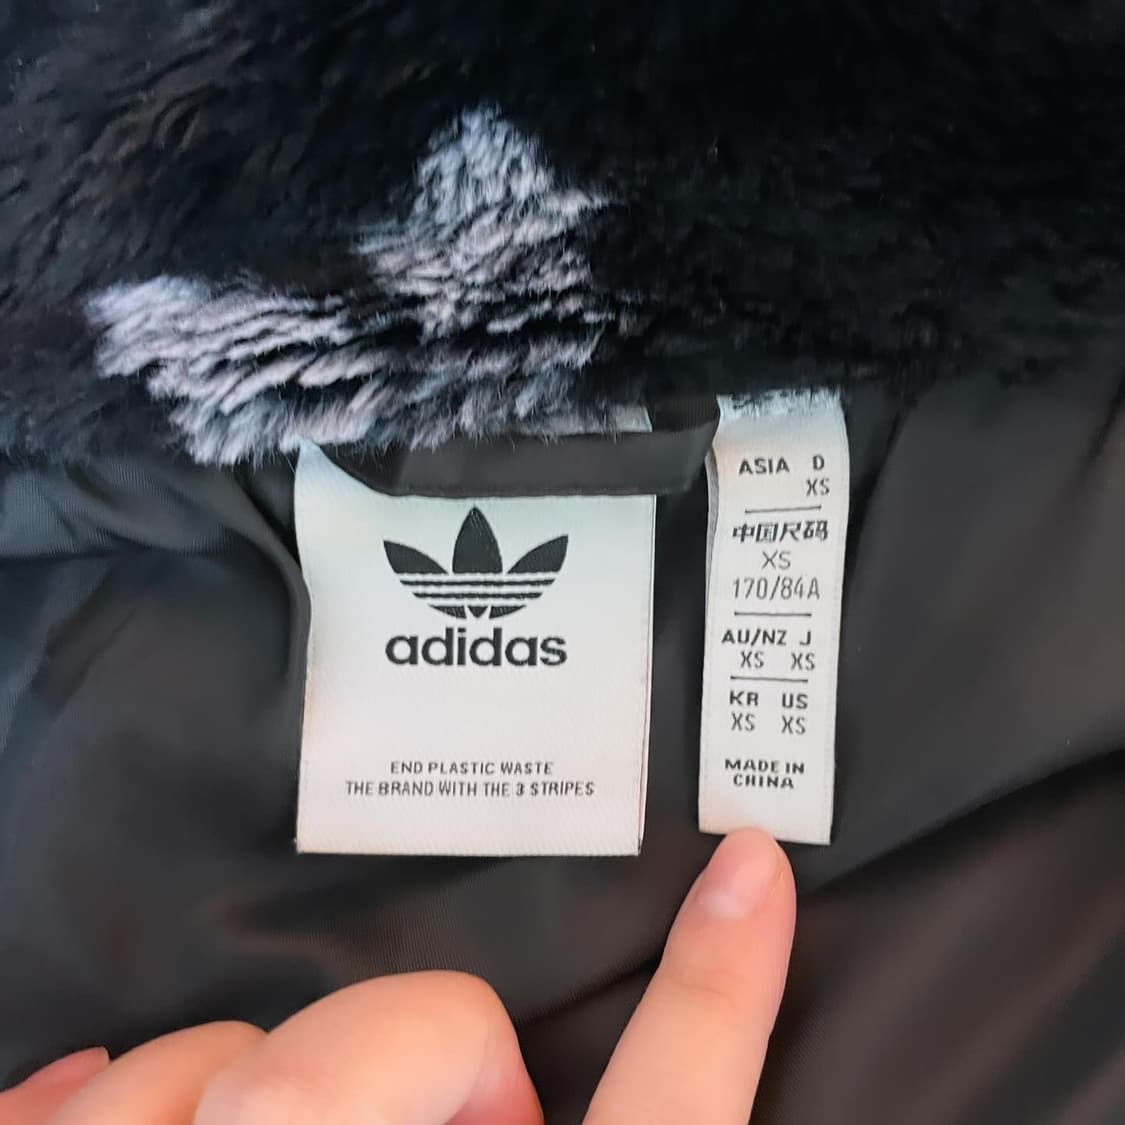 adidas
END PLASTIC WASTE
THE BRAND WITH THE 3 STRIPES
ASIA D
XS
中国尺码
XS
170/84A
AU/NZ J
XS XS
KR US
XS XS
MADE IN
CHINA